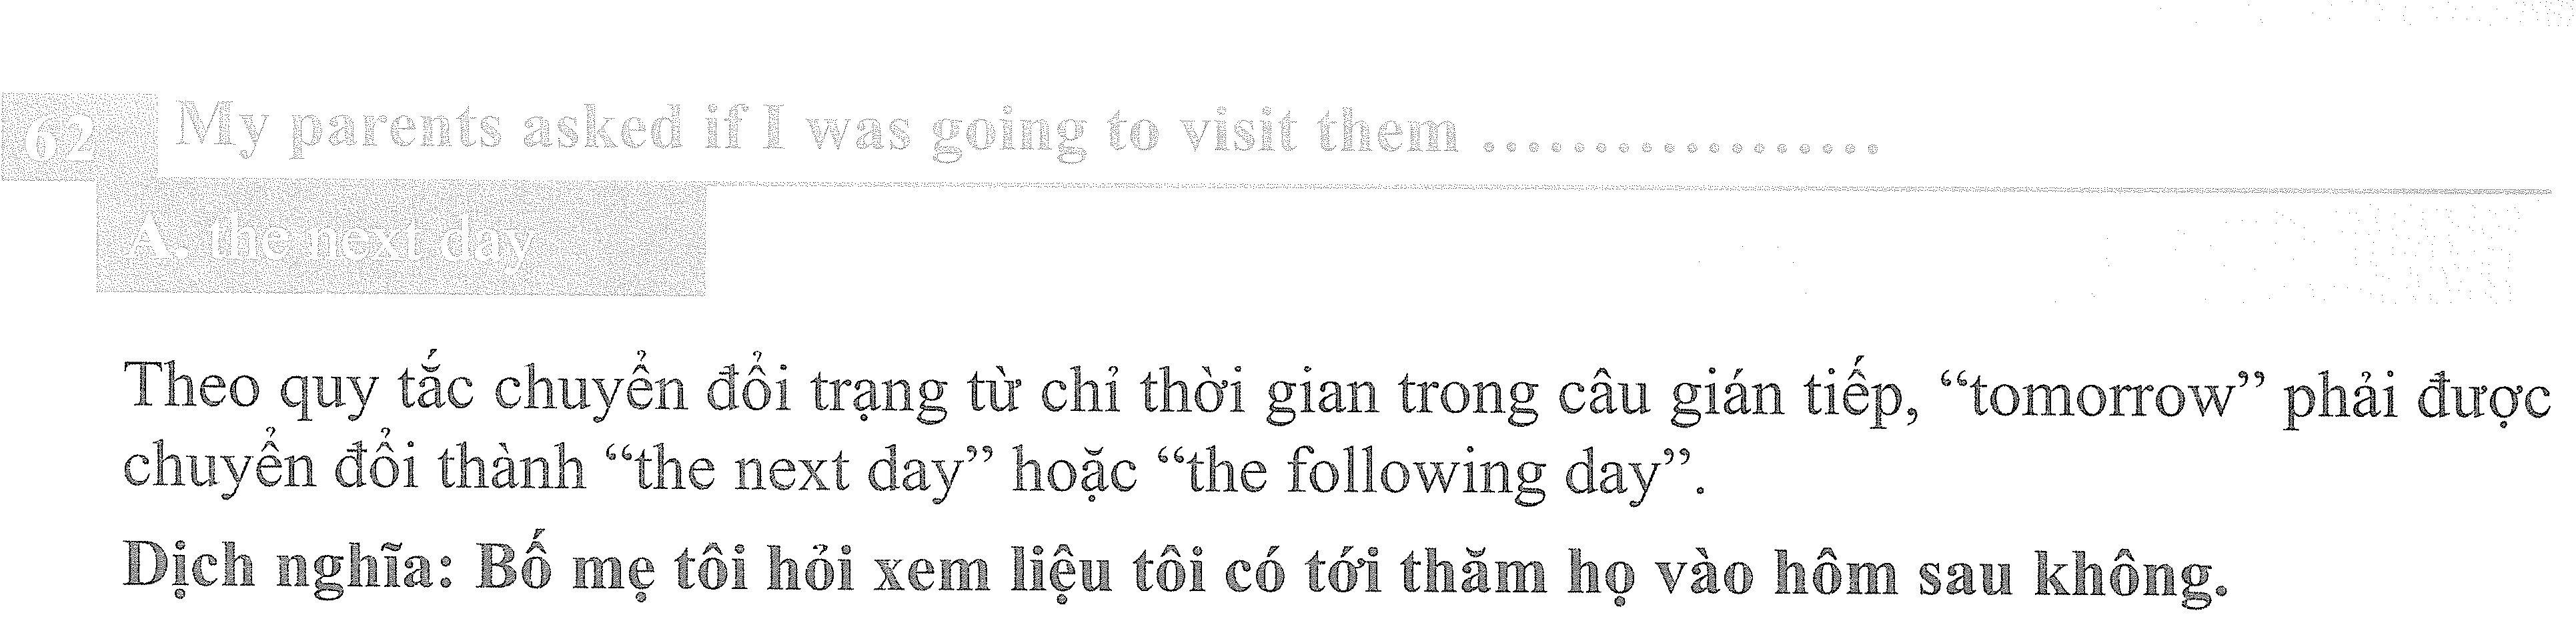 62 My parents asked if I was going to visit them ..................
A. the next day
Theo quy tắc chuyển đổi trạng từ chỉ thời gian trong câu gián tiếp, “tomorrow” phải được
chuyển đổi thành “the next day” hoặc “the following day”.
Dịch nghĩa: Bố mẹ tôi hỏi xem liệu tôi có tới thăm họ vào hôm sau không.